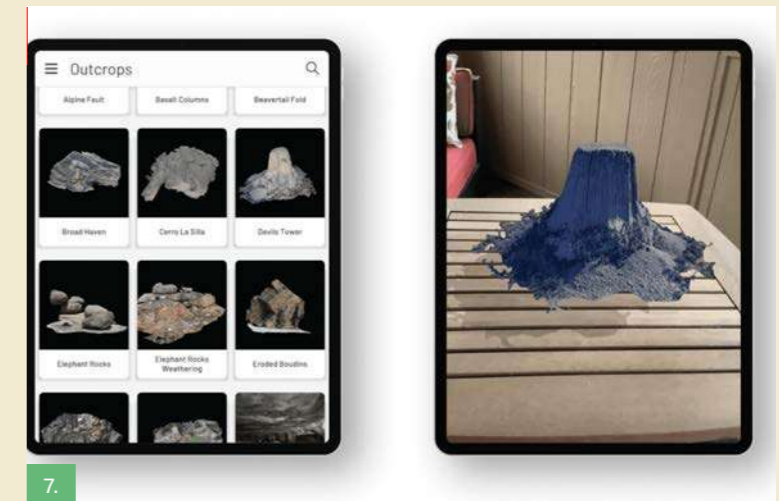 Outcrops
Alpine Fault
Basalt Columns
Beavertail Fold
Broad Haven
Cerro La Silla
Devils Tower
Elephant Rocks
Elephant Rocks
Weathering
Eroded Boudins
7.